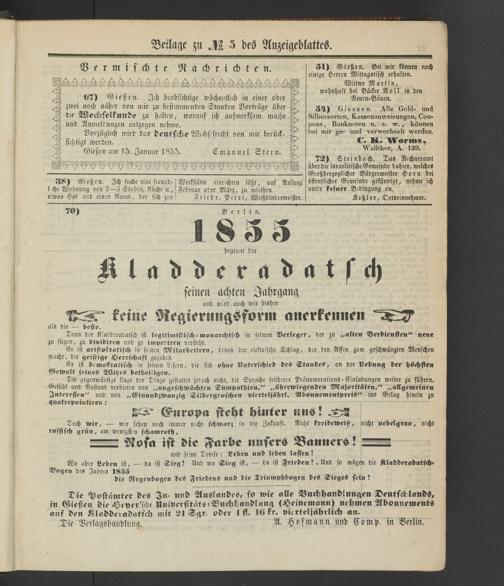 Beilage zu № 5 des Anzeigeblattes.
Vermischte Nachrichten.
67) Gießen. Ich beabsichtige wöchentlich in einer oder
zwei noch näher von mir zu bestimmenden Stunden Vorträge über
die Wechselkunde zu halten, worauf ich aufmerksam mache
und Anmeldungen entgegen nehme.
Vorzüglich wird das deutsche Wechselrecht von mir berück-
sichtigt werden.
Gießen am 15. Januar 1855. Emanuel Stern.
38) Gießen. Ich suche eine freund-
liche Wohnung von 2—3 Stuben, Küche ꝛc.,
etwas Hof und einen Raum, der sich zur
Werkstätte einrichten läßt, auf Anfang
Februar oder März, zu miethen.
Friedr. Petri, Weißbindermeister.
51) Gießen. Bei mir können noch
einige Herren Mittagstisch erhalten.
Wittwe Martin,
wohnhaft bei Bäcker Noll in den
Neuen-Bäuen.
52) Giessen. Alle Gold- und
Silbersorten, Kassenanweisungen, Cou-
pons, Banknoten u. s. w., können
bei mir ge- und verwechselt werden.
C. K. Worms,
Wallthor, A. 189.
72) Steinbach. Das Rechneramt
über die israelitische Gemeinde dahier, welches
Großherzoglicher Bürgermeister Horn bei
öffentlicher Gemeinde gekündigt, nehme ich
unter keiner Bedingung an.
Keßler, Ortseinnehmer.
70) Berlin.
1855
beginnt der
Kladderadatsch
seinen achten Jahrgang
und wird auch wie bisher
keine Regierungsform anerkennen
als die — beste.
Denn der Kladderadatsch ist legitimistisch-monarchisch in seinem Verleger, der zu „alten Verdiensten" neue
zu fügen, zu dividiren und zu imperiren versteht.
Er ist aristokratisch in seinen Mitarbeitern, denen der elektrische Schlag, der den Affen zum geschwänzten Menschen
macht, die geistige Herrschaft gegeben.
Er ist demokratisch in seinen Lesern, die sich ohne Unterschied des Standes, an der Uebung der höchsten
Gewalt seines Witzes betheiligen.
Die gegenwärtige Lage der Dinge gestattet jedoch nicht, die Sprache früherer Pränumerations-Einladungen weiter zu führen.
Gefühl und Anstand verbieten von „ungeschwächten Sympathien," „überwiegenden Majoritäten," „allgemeinen
Interessen" und von „Einundzwanzig Silbergroschen vierteljährl. Abonnementspreis" ins Gelag hinein zu
quatrepointiren:
Europa steht hinter uns!
Doch wir, — wir sehen noch immer nicht schwarz in die Zukunft. Nicht kreideweiß, nicht nebelgrau, nicht
russisch grün, am wenigsten schamroth,
Rosa ist die Farbe unsers Banners!
und seine Devise: Leben und leben lassen!
Wo aber Leben ist, — da ist Sieg! Und wo Sieg ist, — da ist Frieden! Und so mögen die Kladderadatsch-
Bogen des Jahres 1855
die Regenbogen des Friedens und die Triumphbogen des Sieges sein!
Die Postämter des In- und Auslandes, so wie alle Buchhandlungen Deutschlands,
in Gießen die Heyer'sche Universitäts-Buchhandlung (Heinemann) nehmen Abonnements
auf den Kladderadatsch mit 21 Sgr. oder 1 fl. 16 kr. vierteljährlich an.
Die Verlagshandlung. A. Hofmann und Comp. in Berlin.